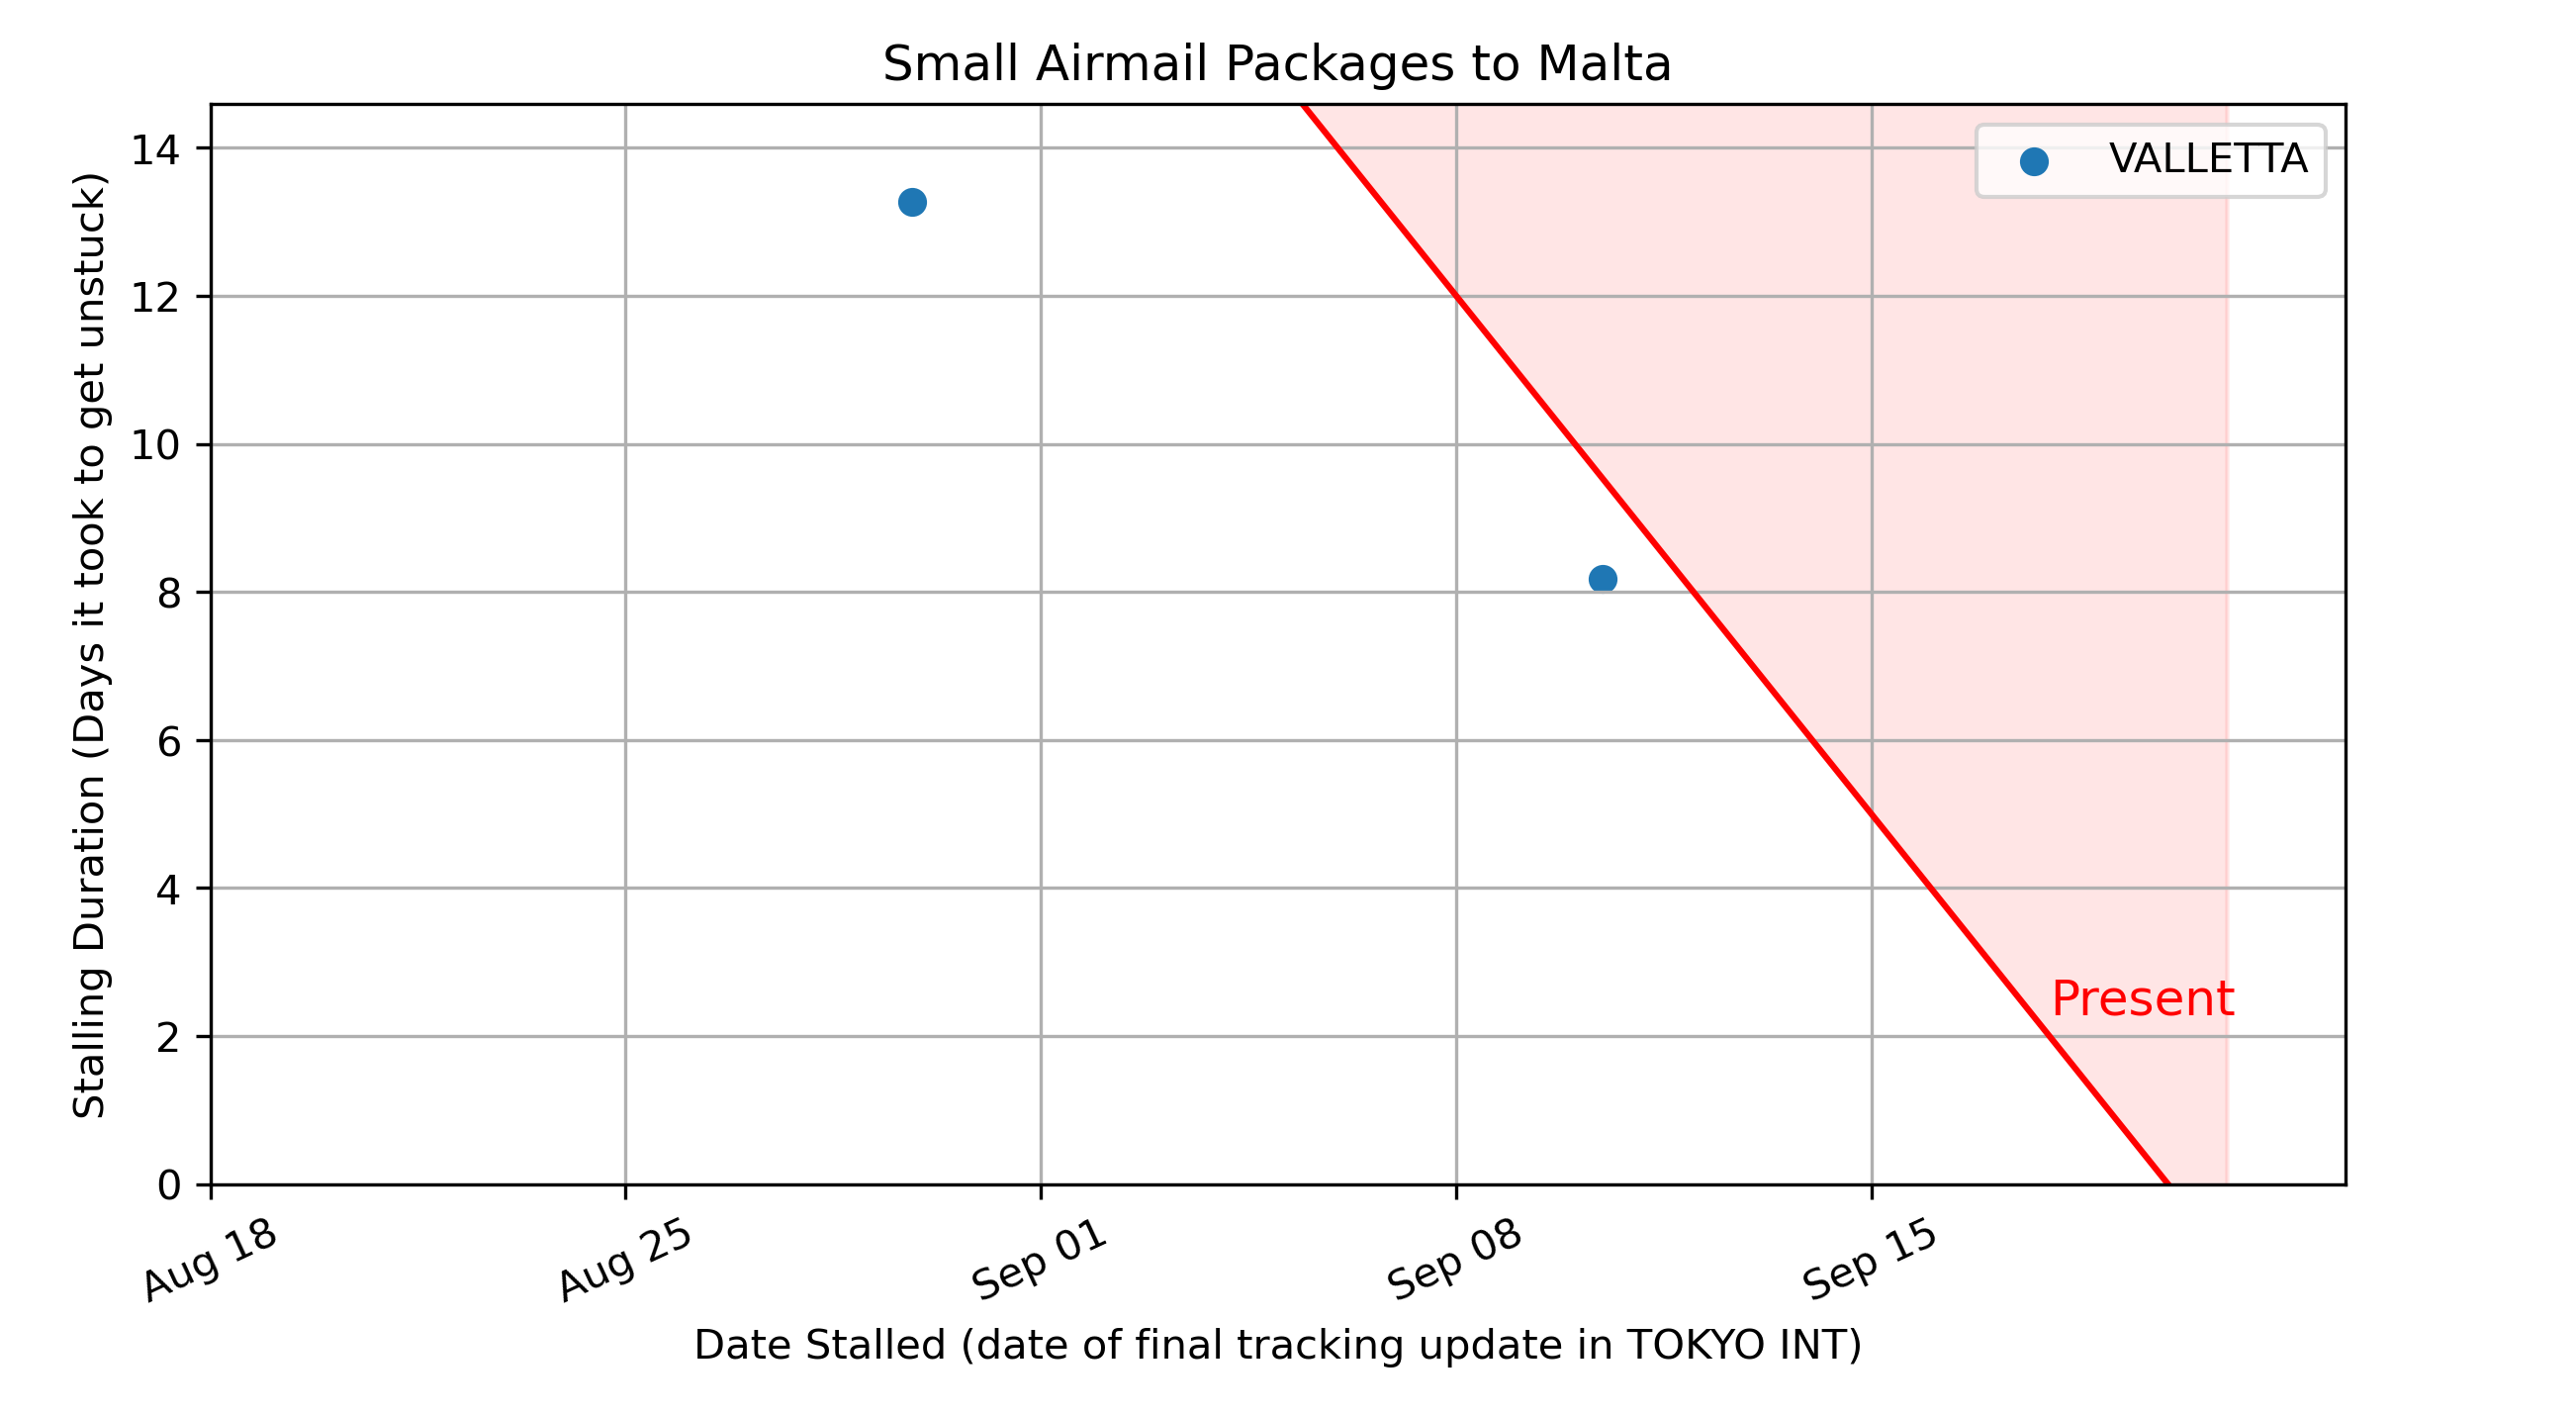 Small Airmail Packages to Malta
VALLETTA
Stalling Duration (Days it took to get unstuck)
14
12
10
8
6
4
2
0
Present
Aug 18
Aug 25
Sep 01
Sep 08
Sep 15
Date Stalled (date of final tracking update in TOKYO INT)